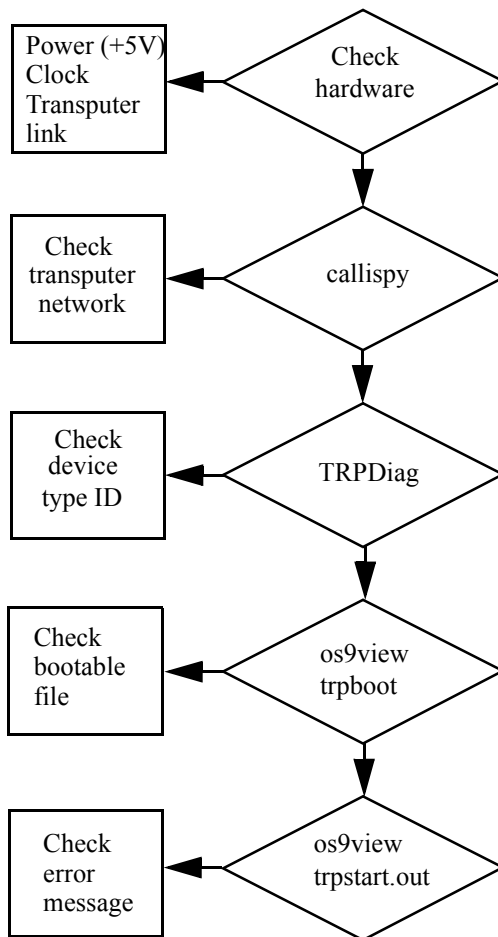 Power (+5V)
Clock
Transputer
link
Check
hardware
Check
transputer
network
callispy
Check
device
type ID
TRPDiag
Check
bootable
file
os9view
trpboot
Check
error
message
os9view
trpstart.out